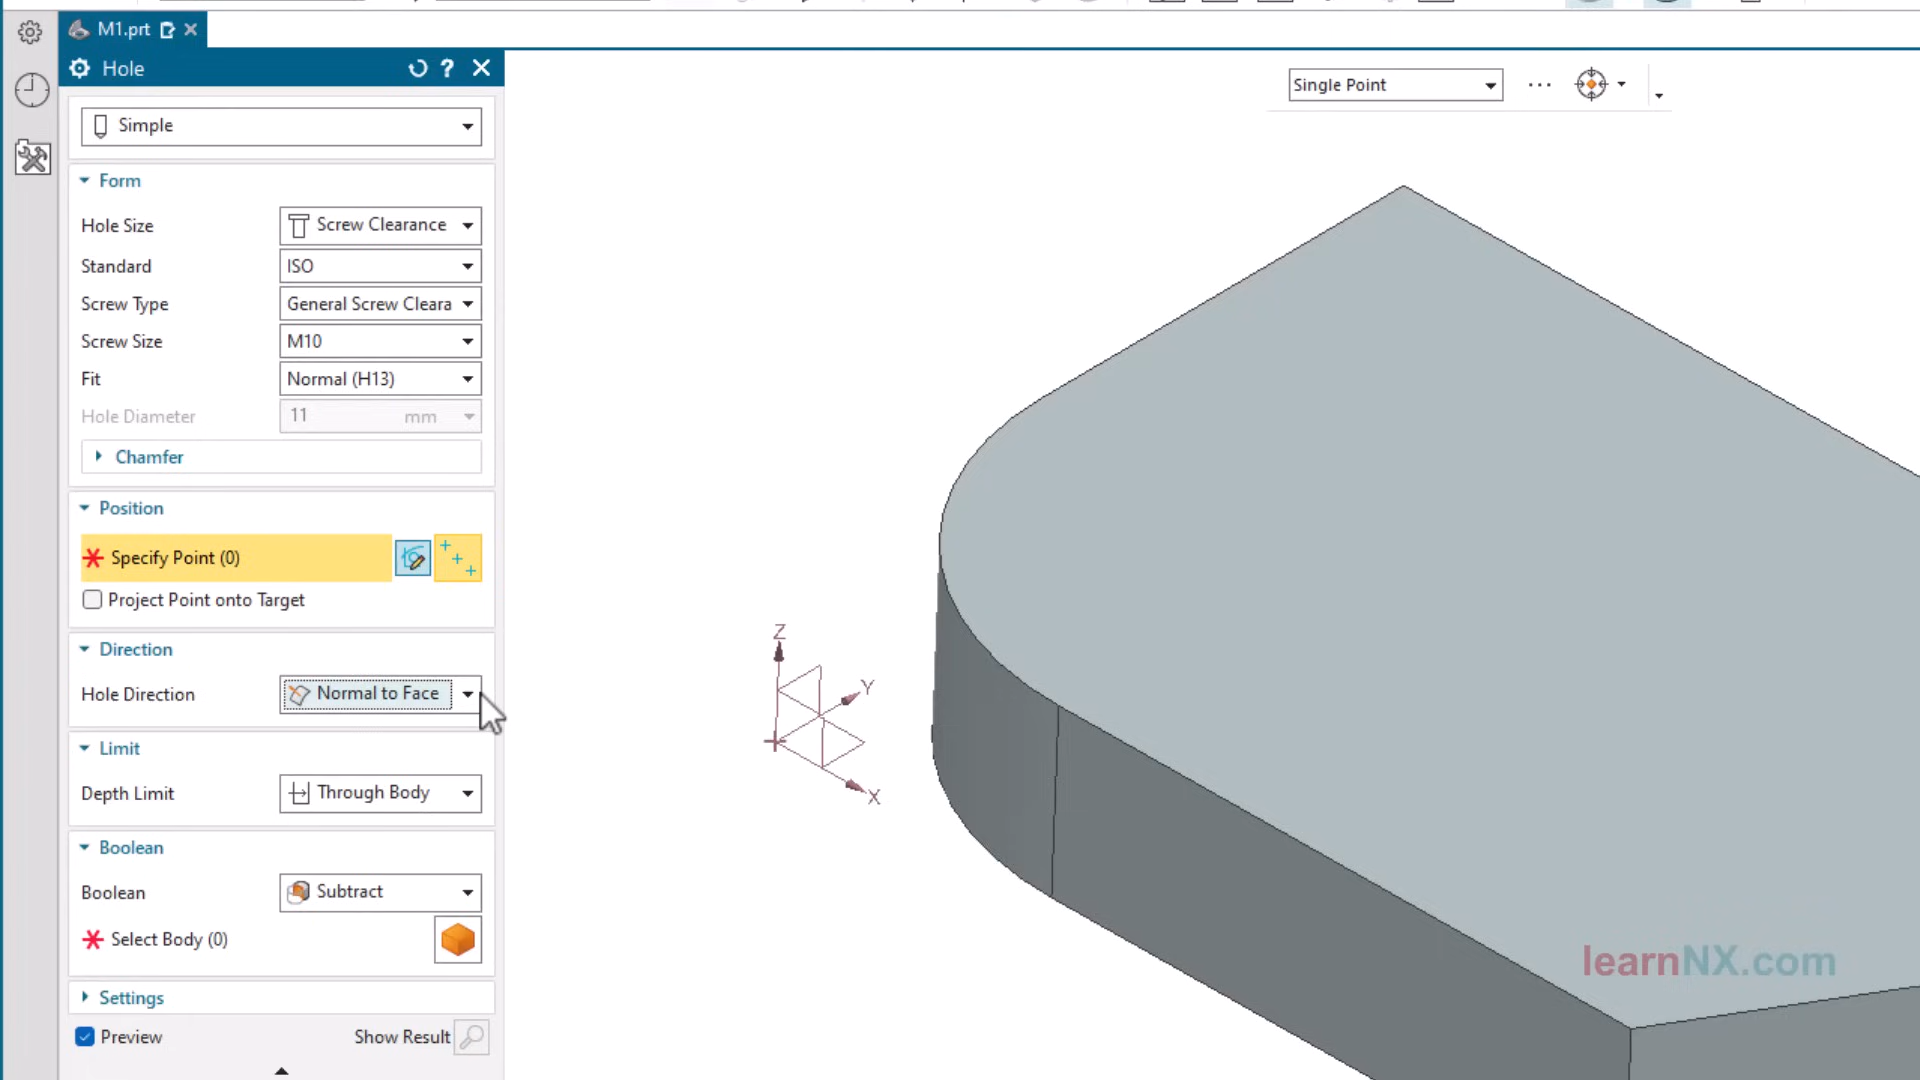 M1.prt
Hole
Simple
Form
Hole Size Screw Clearance
Standard ISO
Screw Type General Screw Cleara
Screw Size M10
Fit Normal (H13)
Hole Diameter 11 mm
Chamfer
Position
Specify Point (0)
Project Point onto Target
Direction
Hole Direction Normal to Face
Limit
Depth Limit Through Body
Boolean
Boolean Subtract
Select Body (0)
Settings
Preview Show Result
Single Point
Z
Y
X
learnNX.com